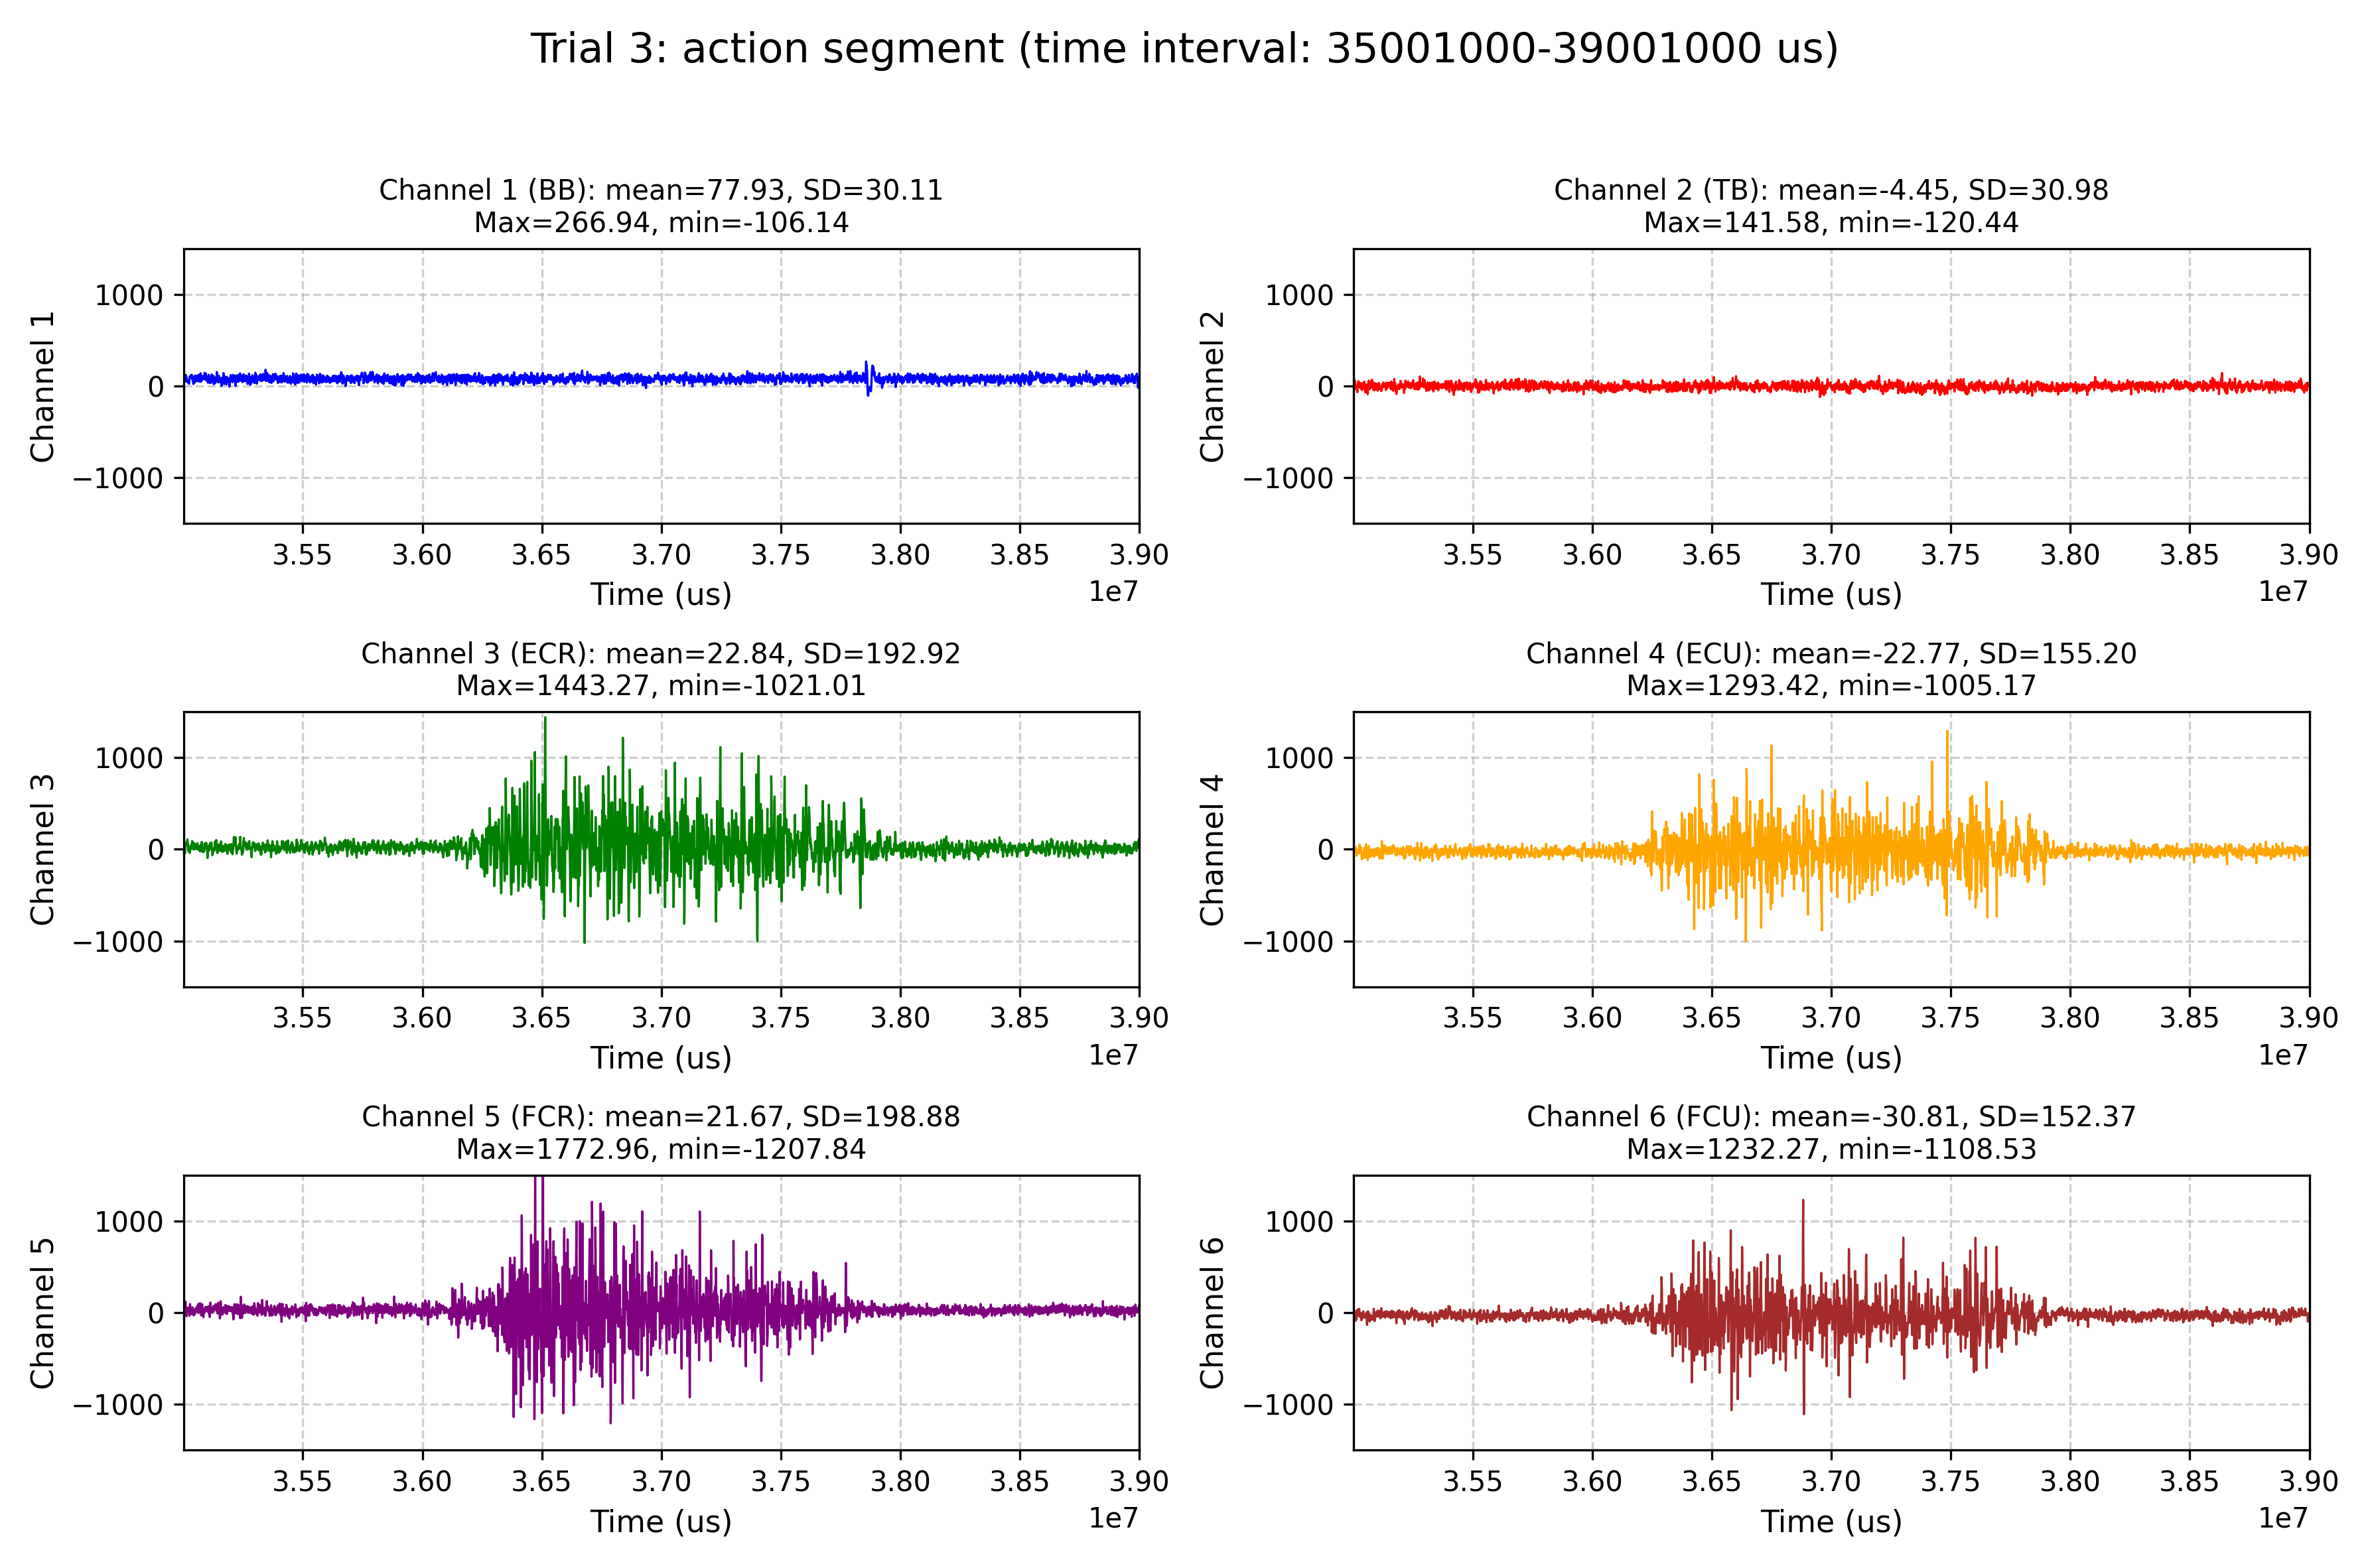 Trial 3: action segment (time interval: 35001000-39001000 us)
Channel 1 (BB): mean=77.93, SD=30.11
Max=266.94, min=-106.14
Channel 1
1000
0
−1000
3.55 3.60 3.65 3.70 3.75 3.80 3.85 3.90
1e7
Time (us)
Channel 2 (TB): mean=-4.45, SD=30.98
Max=141.58, min=-120.44
Channel 2
1000
0
−1000
3.55 3.60 3.65 3.70 3.75 3.80 3.85 3.90
1e7
Time (us)
Channel 3 (ECR): mean=22.84, SD=192.92
Max=1443.27, min=-1021.01
Channel 3
1000
0
−1000
3.55 3.60 3.65 3.70 3.75 3.80 3.85 3.90
1e7
Time (us)
Channel 4 (ECU): mean=-22.77, SD=155.20
Max=1293.42, min=-1005.17
Channel 4
1000
0
−1000
3.55 3.60 3.65 3.70 3.75 3.80 3.85 3.90
1e7
Time (us)
Channel 5 (FCR): mean=21.67, SD=198.88
Max=1772.96, min=-1207.84
Channel 5
1000
0
−1000
3.55 3.60 3.65 3.70 3.75 3.80 3.85 3.90
1e7
Time (us)
Channel 6 (FCU): mean=-30.81, SD=152.37
Max=1232.27, min=-1108.53
Channel 6
1000
0
−1000
3.55 3.60 3.65 3.70 3.75 3.80 3.85 3.90
1e7
Time (us)